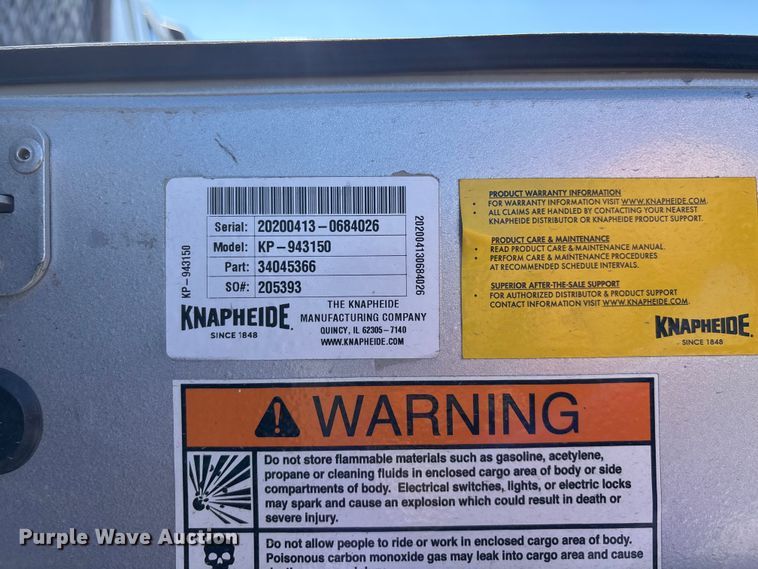 KP-943150
Serial: 20200413-0684026
Model: KP-943150
Part: 34045366
SO#: 205393
202004130684026
KNAPHEIDE
SINCE 1848
THE KNAPHEIDE
MANUFACTURING COMPANY
QUINCY, IL 62305-7140
WWW.KNAPHEIDE.COM
PRODUCT WARRANTY INFORMATION
• FOR WARRANTY INFORMATION VISIT WWW.KNAPHEIDE.COM.
• ALL CLAIMS ARE HANDLED BY CONTACTING YOUR NEAREST
KNAPHEIDE DISTRIBUTOR OR KNAPHEIDE PRODUCT SUPPORT.
PRODUCT CARE & MAINTENANCE
• READ PRODUCT CARE & MAINTENANCE MANUAL.
• PERFORM CARE & MAINTENANCE PROCEDURES
AT RECOMMENDED SCHEDULE INTERVALS.
SUPERIOR AFTER-THE-SALE SUPPORT
• FOR AUTHORIZED DISTRIBUTOR & PRODUCT SUPPORT
CONTACT INFORMATION VISIT WWW.KNAPHEIDE.COM.
KNAPHEIDE
SINCE 1848
WARNING
Do not store flammable materials such as gasoline, acetylene,
propane or cleaning fluids in enclosed cargo area of body or side
compartments of body. Electrical switches, lights, or electric locks
may spark and cause an explosion which could result in death or
severe injury.
Do not allow people to ride or work in enclosed cargo area of body.
Poisonous carbon monoxide gas may leak into cargo area and cause
Purple Wave Auction